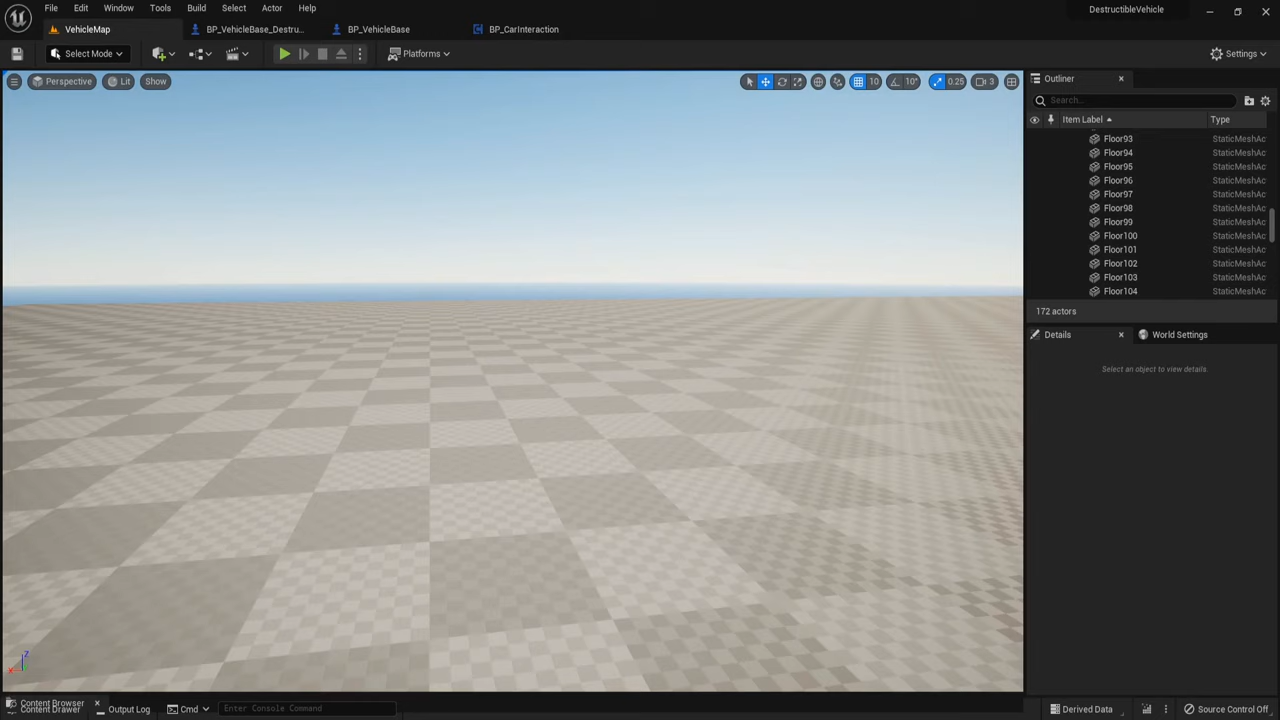 File Edit Window Tools Build Select Actor Help
DestructibleVehicle
VehicleMap BP_VehicleBase_Destru... BP_VehicleBase BP_CarInteraction
Select Mode Platforms Settings
Perspective Lit Show 10 10° 0.25 3
Outliner
Search...
Item Label Type
Floor93 StaticMeshAc
Floor94 StaticMeshAc
Floor95 StaticMeshAc
Floor96 StaticMeshAc
Floor97 StaticMeshAc
Floor98 StaticMeshAc
Floor99 StaticMeshAc
Floor100 StaticMeshAc
Floor101 StaticMeshAc
Floor102 StaticMeshAc
Floor103 StaticMeshAc
Floor104 StaticMeshAc
172 actors
Details World Settings
Select an object to view details.
Z
X
Content Browser
Content Drawer Output Log Cmd Enter Console Command Derived Data Source Control Off